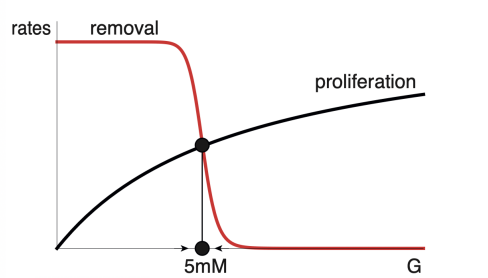 rates
removal
proliferation
5mM
G